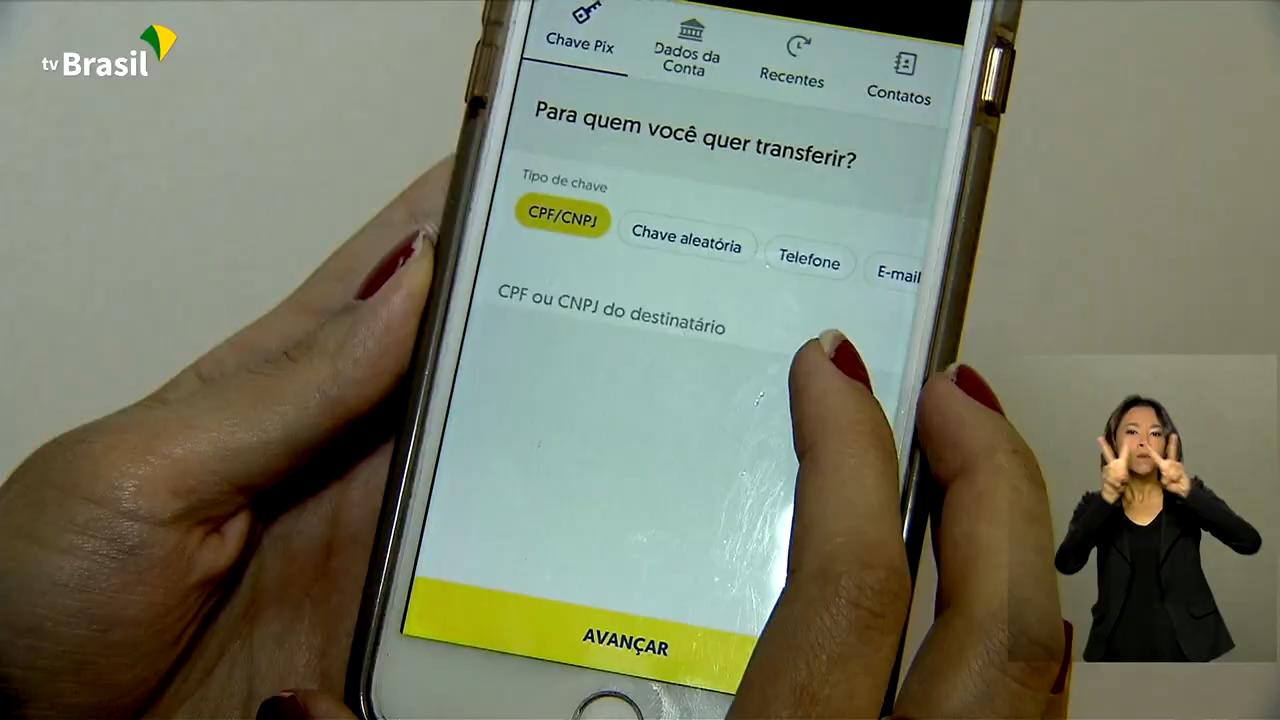 tv Brasil
Chave Pix
Dados da
Conta
Recentes
Contatos
Para quem você quer transferir?
Tipo de chave
CPF/CNPJ
Chave aleatória
Telefone
E-mail
CPF ou CNPJ do destinatário
AVANÇAR